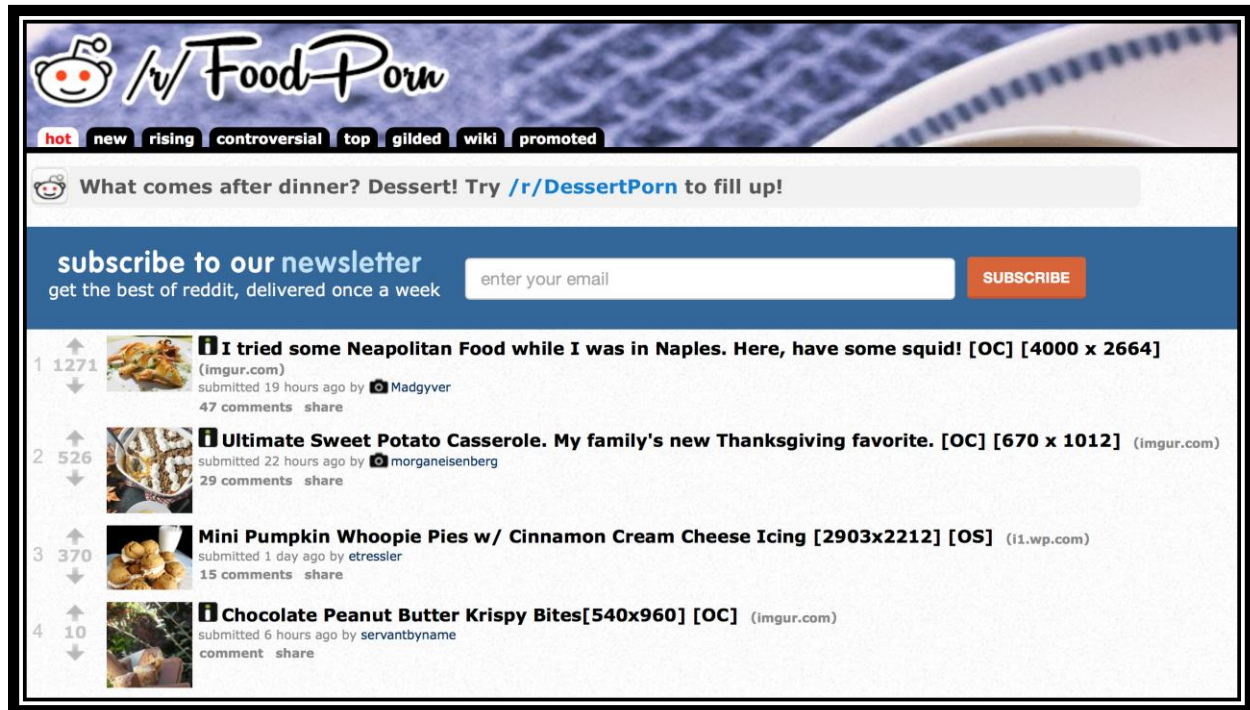 /r/FoodPorn
hot new rising controversial top gilded wiki promoted
What comes after dinner? Dessert! Try /r/DessertPorn to fill up!
subscribe to our newsletter
get the best of reddit, delivered once a week
enter your email
SUBSCRIBE
1 1271
I tried some Neapolitan Food while I was in Naples. Here, have some squid! [OC] [4000 x 2664]
(imgur.com)
submitted 19 hours ago by Madgyver
47 comments share
2 526
Ultimate Sweet Potato Casserole. My family's new Thanksgiving favorite. [OC] [670 x 1012] (imgur.com)
submitted 22 hours ago by morganeisenberg
29 comments share
3 370
Mini Pumpkin Whoopie Pies w/ Cinnamon Cream Cheese Icing [2903x2212] [OS] (i1.wp.com)
submitted 1 day ago by etressler
15 comments share
4 10
Chocolate Peanut Butter Krispy Bites[540x960] [OC] (imgur.com)
submitted 6 hours ago by servantbyname
comment share